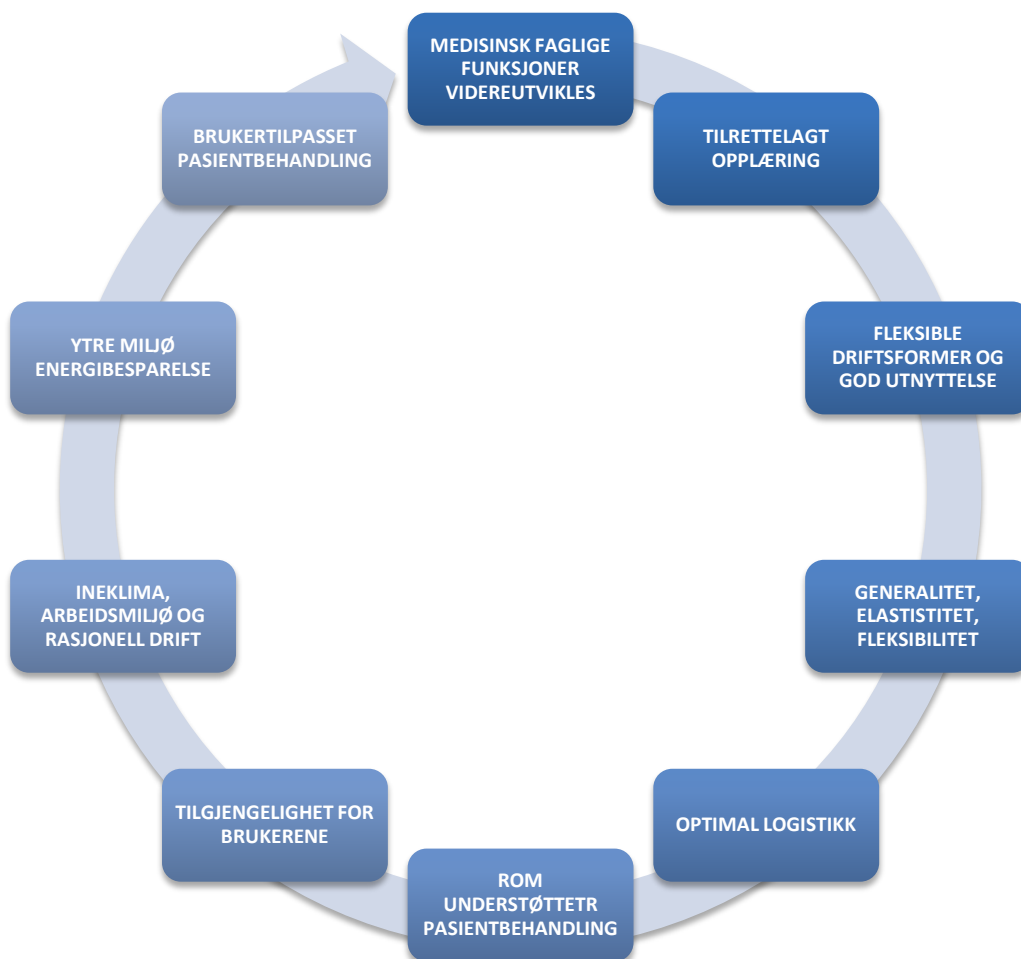 MEDISINSK FAGLIGE
FUNKSJONER
VIDEREUTVIKLES
TILRETTELAGT
OPPLÆRING
FLEKSIBLE
DRIFTSFORMER OG
GOD UTNYTTELSE
GENERALITET,
ELASTISTITET,
FLEKSIBILITET
OPTIMAL LOGISTIKK
ROM
UNDERSTØTTETR
PASIENTBEHANDLING
TILGJENGELIGHET FOR
BRUKERENE
INEKLIMA,
ARBEIDSMILJØ OG
RASJONELL DRIFT
YTRE MILJØ
ENERGIBESPARELSE
BRUKERTILPASSET
PASIENTBEHANDLING